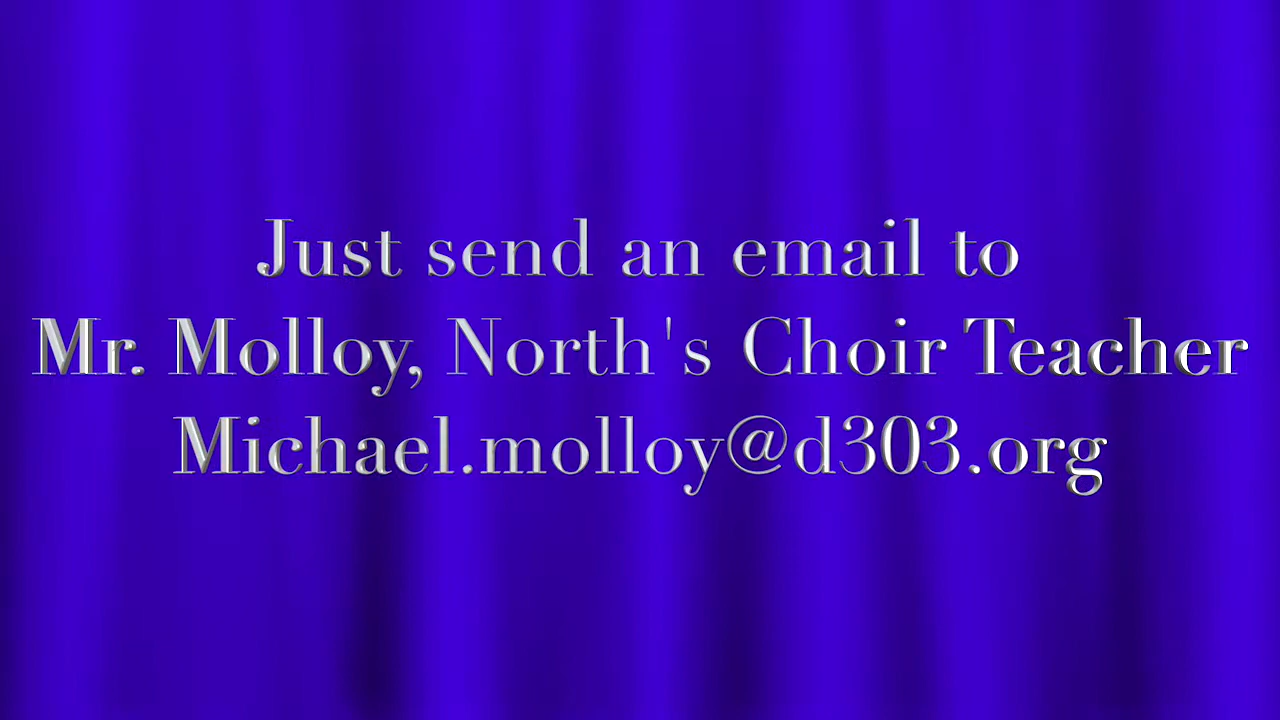 Just send an email to
Mr. Molloy, North's Choir Teacher
Michael.molloy@d303.org